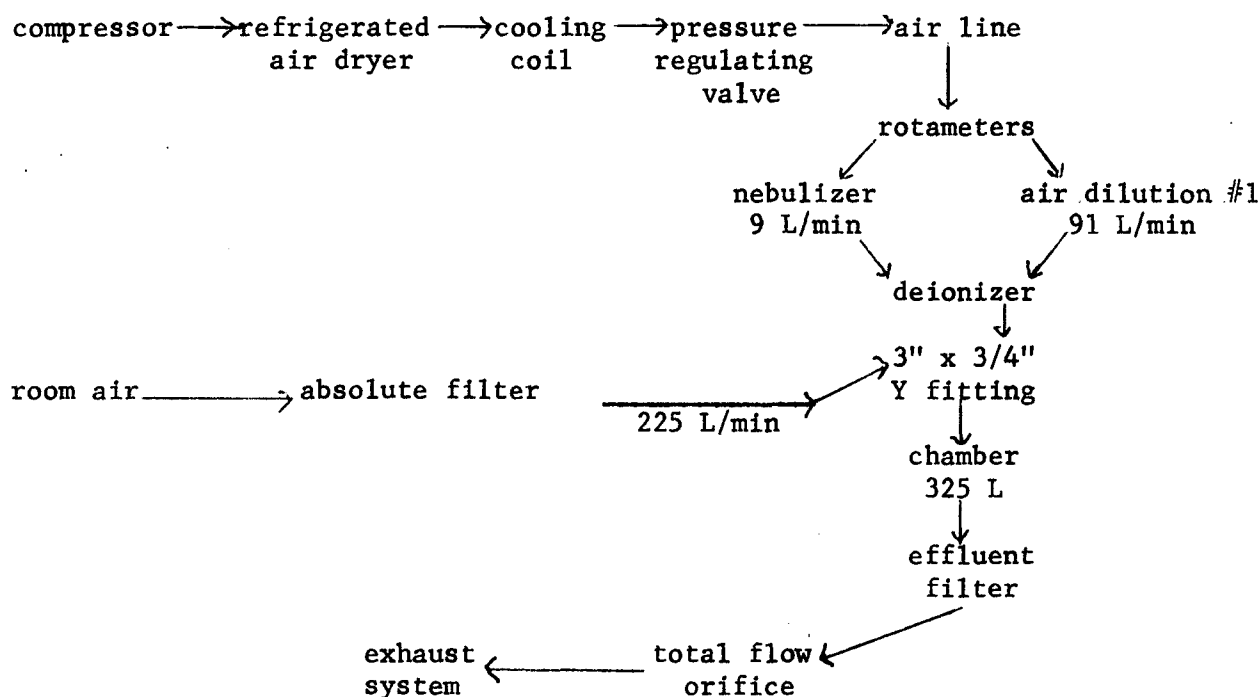 compressor refrigerated cooling pressure air line
air dryer coil regulating
valve
rotameters
nebulizer air dilution #1
9 L/min 91 L/min
deionizer
3" x 3/4"
room air absolute filter Y fitting
225 L/min
chamber
325 L
effluent
filter
exhaust total flow
system orifice